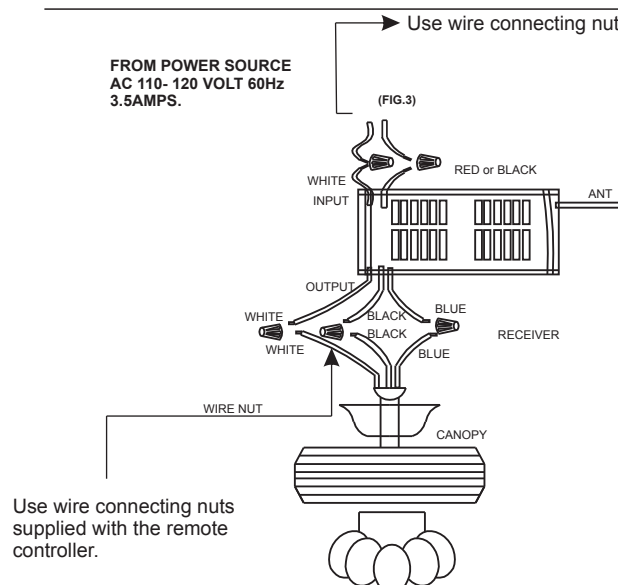 Use wire connecting nut
FROM POWER SOURCE
AC 110- 120 VOLT 60Hz
3.5AMPS.
(FIG.3)
WHITE
RED or BLACK
INPUT
ANT
OUTPUT
WHITE
BLACK
BLUE
WHITE
BLACK
BLUE
RECEIVER
WIRE NUT
CANOPY
Use wire connecting nuts
supplied with the remote
controller.